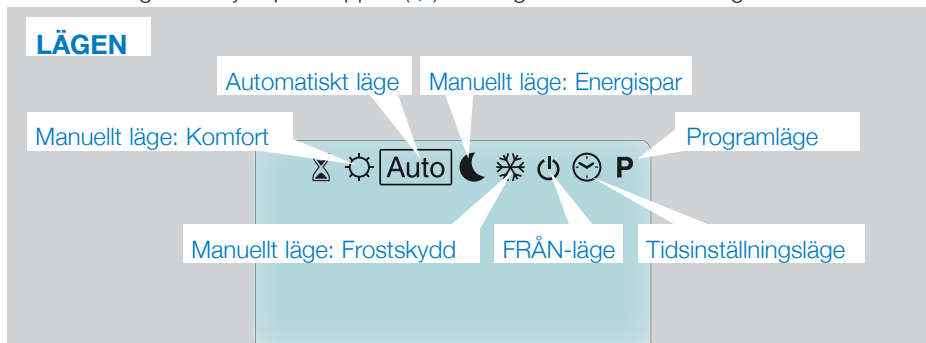 LÄGEN
Automatiskt läge Manuellt läge: Energispar
Manuellt läge: Komfort Programläge
Auto P
Manuellt läge: Frostskydd FRÅN-läge Tidsinställningsläge